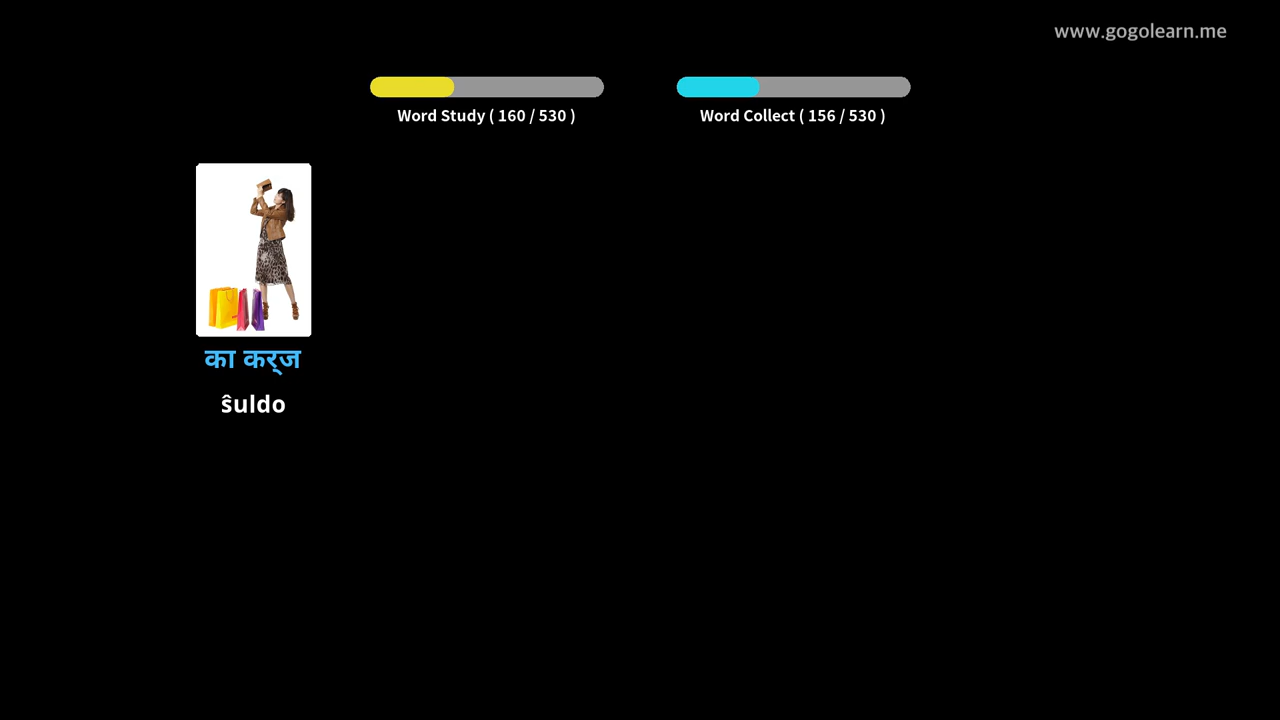 www.gogolearn.me
Word Study ( 160 / 530 )
Word Collect ( 156 / 530 )
का कर्ज
ŝuldo